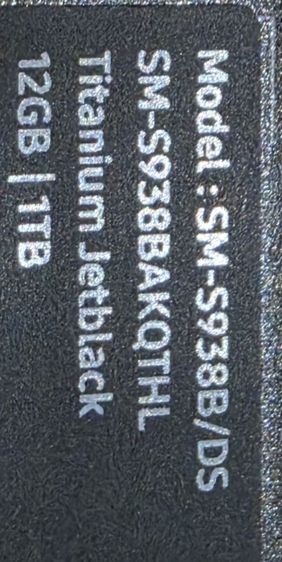 Model : SM-S938B/DS
SM-S938BAKQTHL
Titanium Jetblack
12GB | 1TB